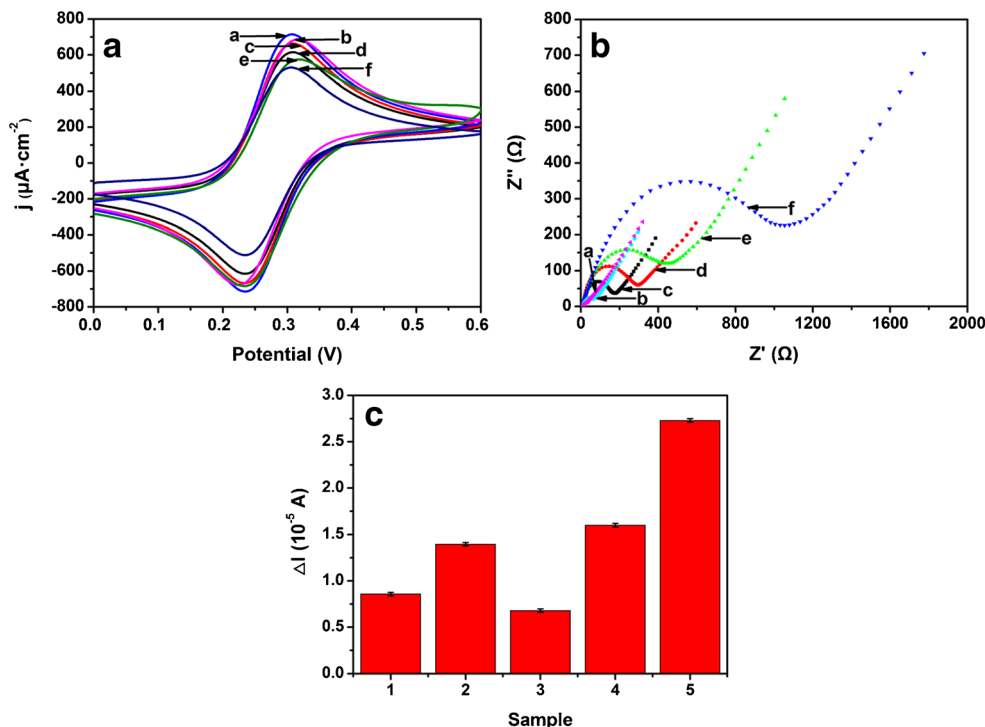 a
800
600
400
200
0
-200
-400
-600
-800
j (µA·cm-2)
a
b
c
d
e
f
0.0 0.1 0.2 0.3 0.4 0.5 0.6
Potential (V)
b
800
700
600
500
400
300
200
100
0
Z'' (Ω)
a
b
c
d
e
f
0 400 800 1200 1600 2000
Z' (Ω)
c
3.0
2.5
2.0
1.5
1.0
0.5
0.0
△I (10-5 A)
1 2 3 4 5
Sample